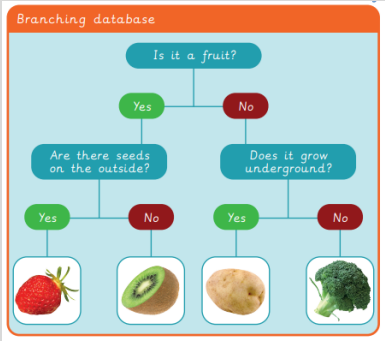 Branching database
Is it a fruit?
Yes
No
Are there seeds
on the outside?
Does it grow
underground?
Yes
No
Yes
No